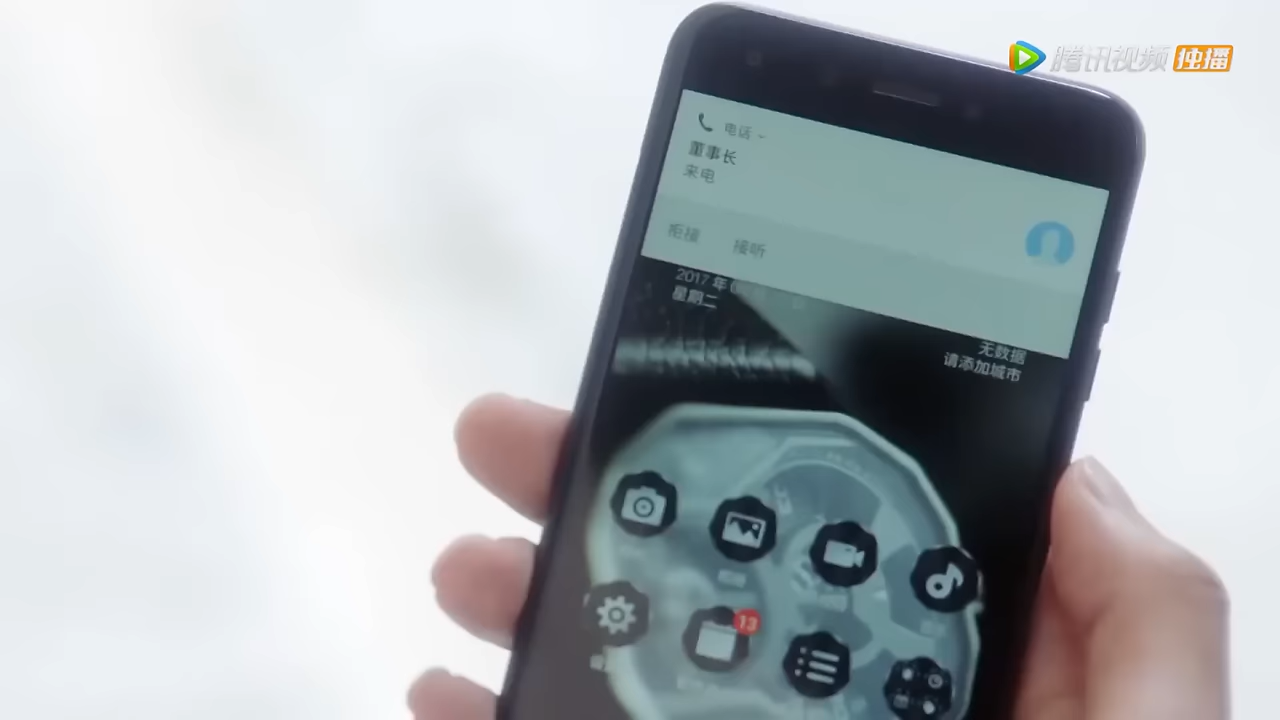 腾讯视频 独播
电话
董事长
来电
拒接 接听
2017 年
星期二
无数据
请添加城市
13